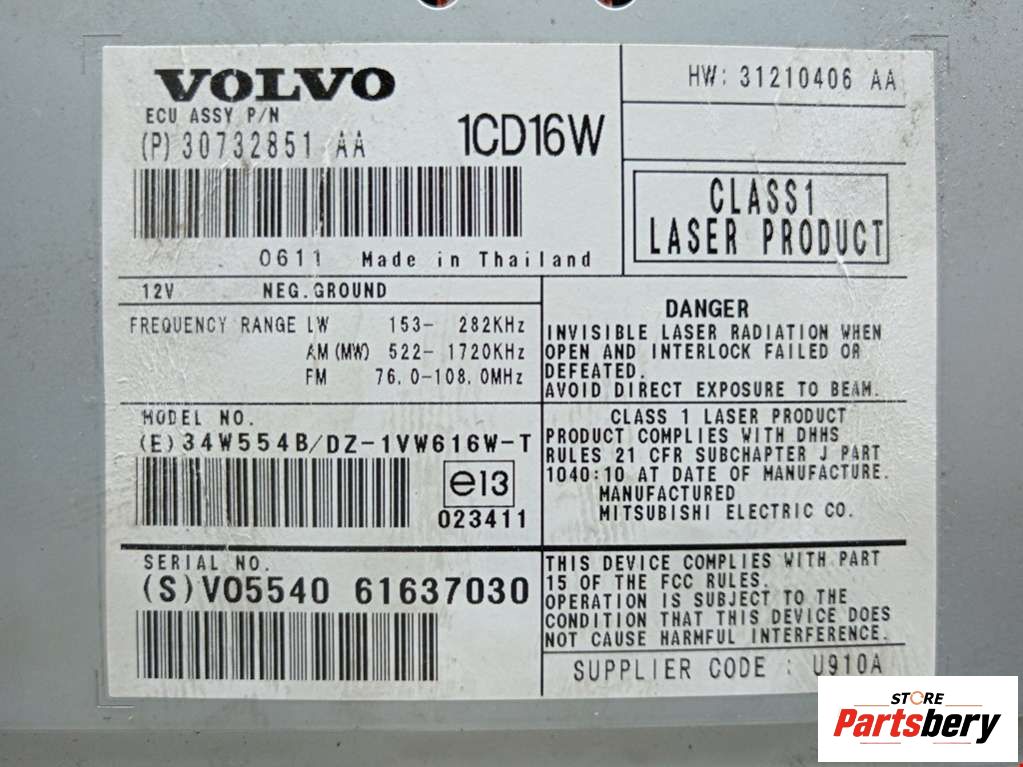 VOLVO
ECU ASSY P/N
(P) 30732851 AA
1CD16W
HW: 31210406 AA
CLASS1
LASER PRODUCT
0611 Made in Thailand
12V NEG. GROUND
FREQUENCY RANGE LW 153- 282KHz
AM (MW) 522- 1720KHz
FM 76.0-108.0MHz
DANGER
INVISIBLE LASER RADIATION WHEN
OPEN AND INTERLOCK FAILED OR
DEFEATED.
AVOID DIRECT EXPOSURE TO BEAM.
MODEL NO.
(E) 34W554B/DZ-1VW616W-T
e13
023411
CLASS 1 LASER PRODUCT
PRODUCT COMPLIES WITH DHHS
RULES 21 CFR SUBCHAPTER J PART
1040:10 AT DATE OF MANUFACTURE.
MANUFACTURED
MITSUBISHI ELECTRIC CO.
SERIAL NO.
(S) VO5540 61637030
THIS DEVICE COMPLIES WITH PART
15 OF THE FCC RULES.
OPERATION IS SUBJECT TO THE
CONDITION THAT THIS DEVICE DOES
NOT CAUSE HARMFUL INTERFERENCE.
SUPPLIER CODE : U910A
STORE
Partsbery